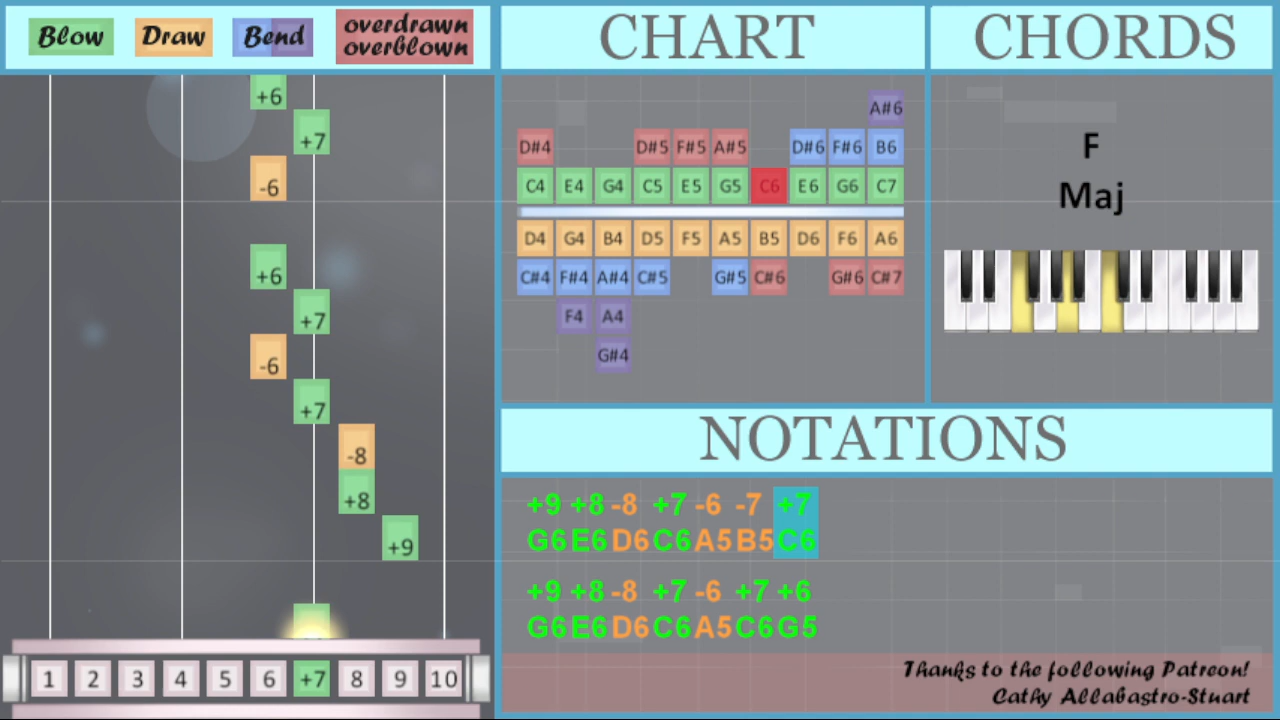 Blow Draw Bend overdrawn
overblown
CHART
CHORDS
+6
+7
-6
+6
+7
-6
+7
-8
+8
+9
1 2 3 4 5 6 +7 8 9 10
A#6
D#4 D#5 F#5 A#5 D#6 F#6 B6
C4 E4 G4 C5 E5 G5 C6 E6 G6 C7
D4 G4 B4 D5 F5 A5 B5 D6 F6 A6
C#4 F#4 A#4 C#5 G#5 C#6 G#6 C#7
F4 A4
G#4
F
Maj
NOTATIONS
+9 +8 -8 +7 -6 -7 +7
G6 E6 D6 C6 A5 B5 C6
+9 +8 -8 +7 -6 +7 +6
G6 E6 D6 C6 A5 C6 G5
Thanks to the following Patreon!
Cathy Allabastro-Stuart